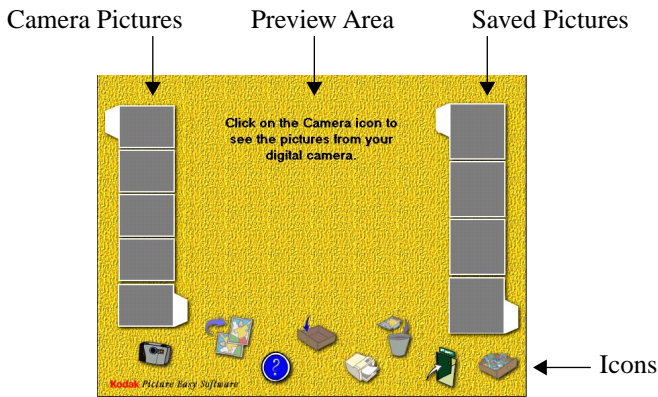 Camera Pictures Preview Area Saved Pictures
Click on the Camera icon to
see the pictures from your
digital camera.
?
Icons
Kodak Picture Easy Software